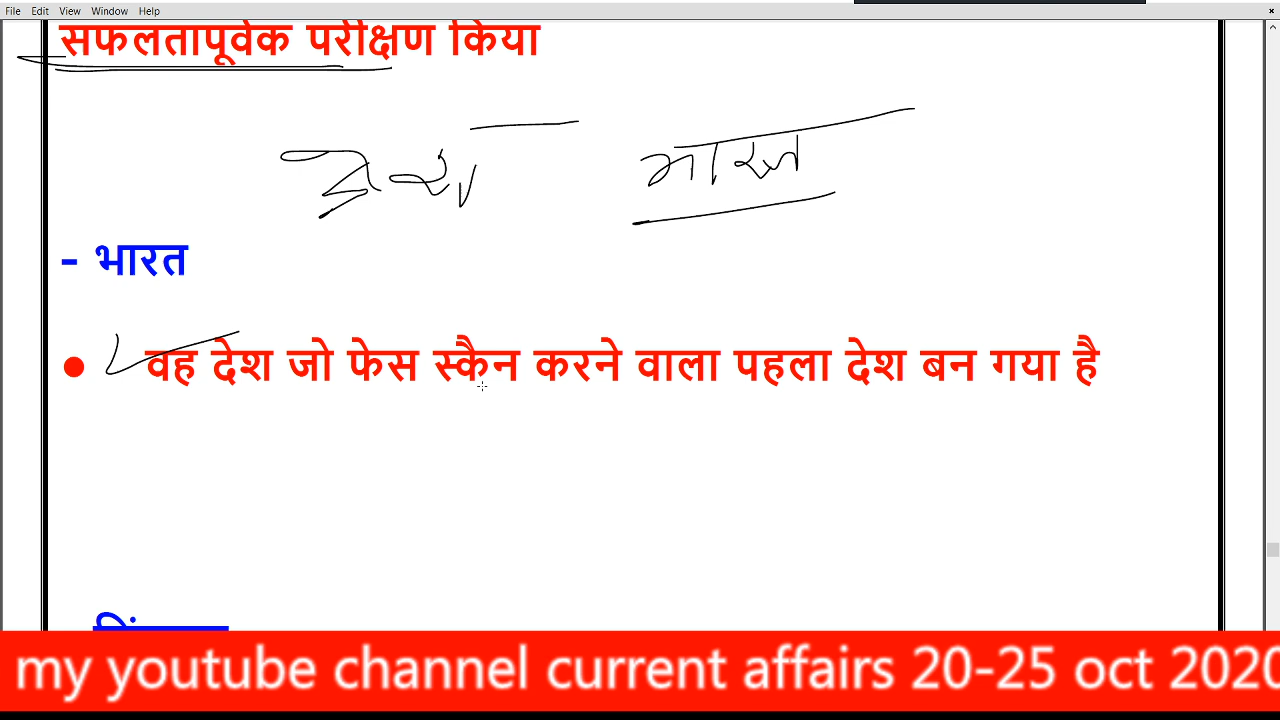 File Edit View Window Help
सफलतापूर्वक परीक्षण किया
भारत
- भारत
● वह देश जो फेस स्कैन करने वाला पहला देश बन गया है
my youtube channel current affairs 20-25 oct 2020